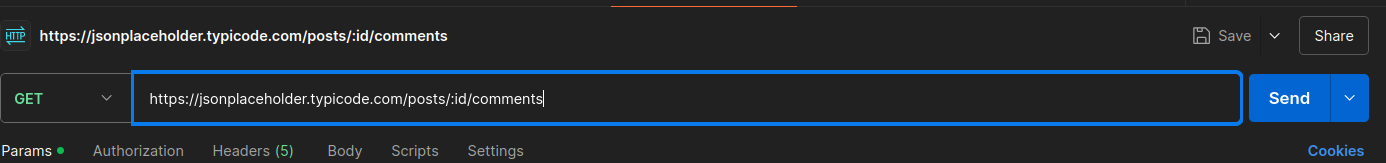 HTTP https://jsonplaceholder.typicode.com/posts/:id/comments Save Share
GET https://jsonplaceholder.typicode.com/posts/:id/comments Send
Params Authorization Headers (5) Body Scripts Settings Cookies